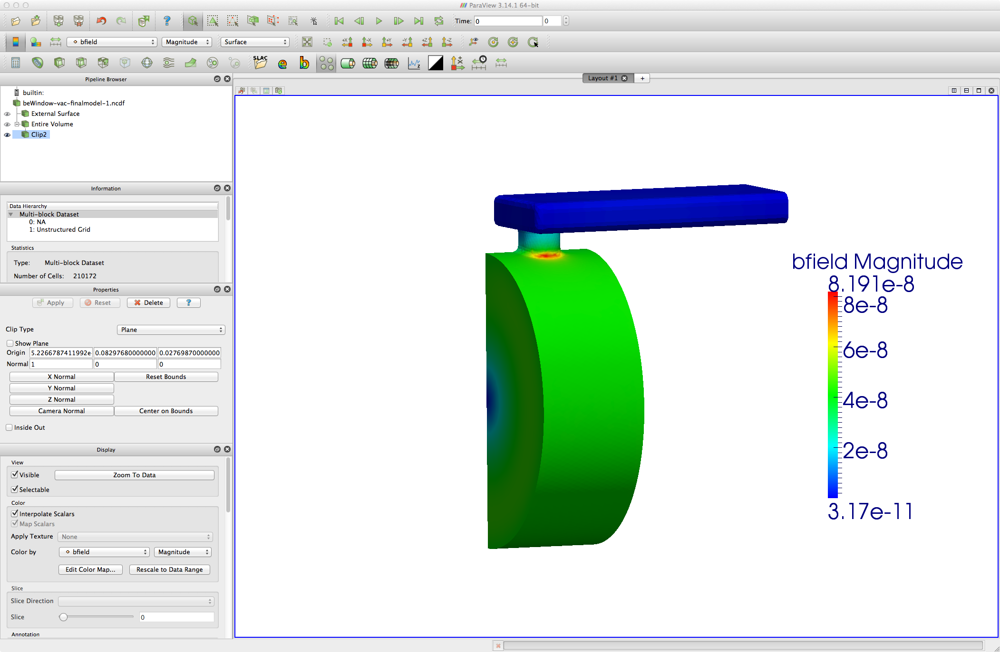 ParaView 3.14.1 64-bit
Time: 0 0
bfield Magnitude Surface
+X -X +Y -Y +Z -Z
SLAC
e b z
Pipeline Browser
Layout #1 +
builtin:
beWindow-vac-finalmodel-1.ncdf
External Surface
Entire Volume
Clip2
Information
Data Hierarchy
Multi-block Dataset
0: NA
1: Unstructured Grid
Statistics
Type: Multi-block Dataset
Number of Cells: 210172
Properties
Apply Reset Delete ?
Clip Type Plane
Show Plane
Origin 5.2266787411992e- 0.08297680000000 0.02769870000000
Normal 1 0 0
X Normal Reset Bounds
Y Normal
Z Normal
Camera Normal Center on Bounds
Inside Out
Display
View
Visible Zoom To Data
Selectable
Color
Interpolate Scalars
Map Scalars
Apply Texture None
Color by bfield Magnitude
Edit Color Map... Rescale to Data Range
Slice
Slice Direction
Slice 0
Annotation
bfield Magnitude
8.191e-8
8e-8
6e-8
4e-8
2e-8
3.17e-11